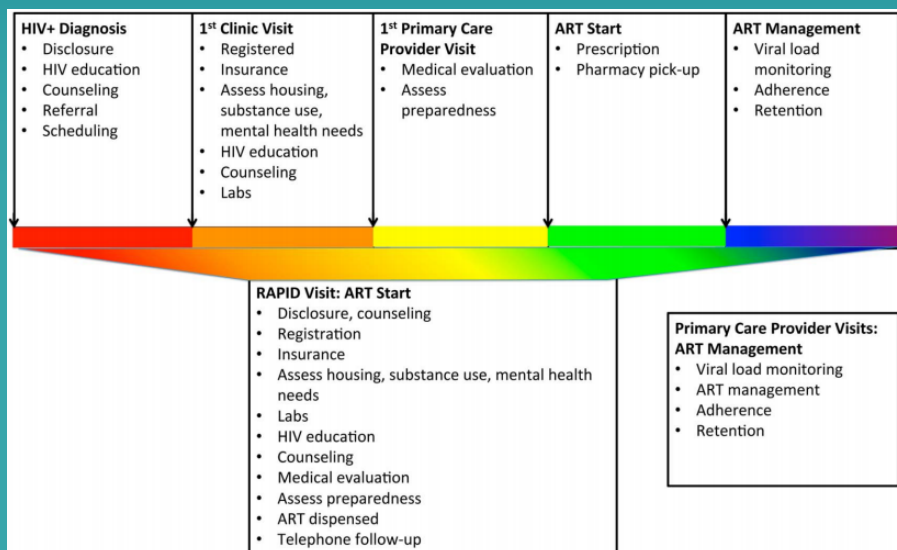 HIV+ Diagnosis
• Disclosure
• HIV education
• Counseling
• Referral
• Scheduling
1st Clinic Visit
• Registered
• Insurance
• Assess housing,
substance use,
mental health needs
• HIV education
• Counseling
• Labs
1st Primary Care
Provider Visit
• Medical evaluation
• Assess
preparedness
ART Start
• Prescription
• Pharmacy pick-up
ART Management
• Viral load
monitoring
• Adherence
• Retention
RAPID Visit: ART Start
• Disclosure, counseling
• Registration
• Insurance
• Assess housing, substance use, mental health
needs
• Labs
• HIV education
• Counseling
• Medical evaluation
• Assess preparedness
• ART dispensed
• Telephone follow-up
Primary Care Provider Visits:
ART Management
• Viral load monitoring
• ART management
• Adherence
• Retention